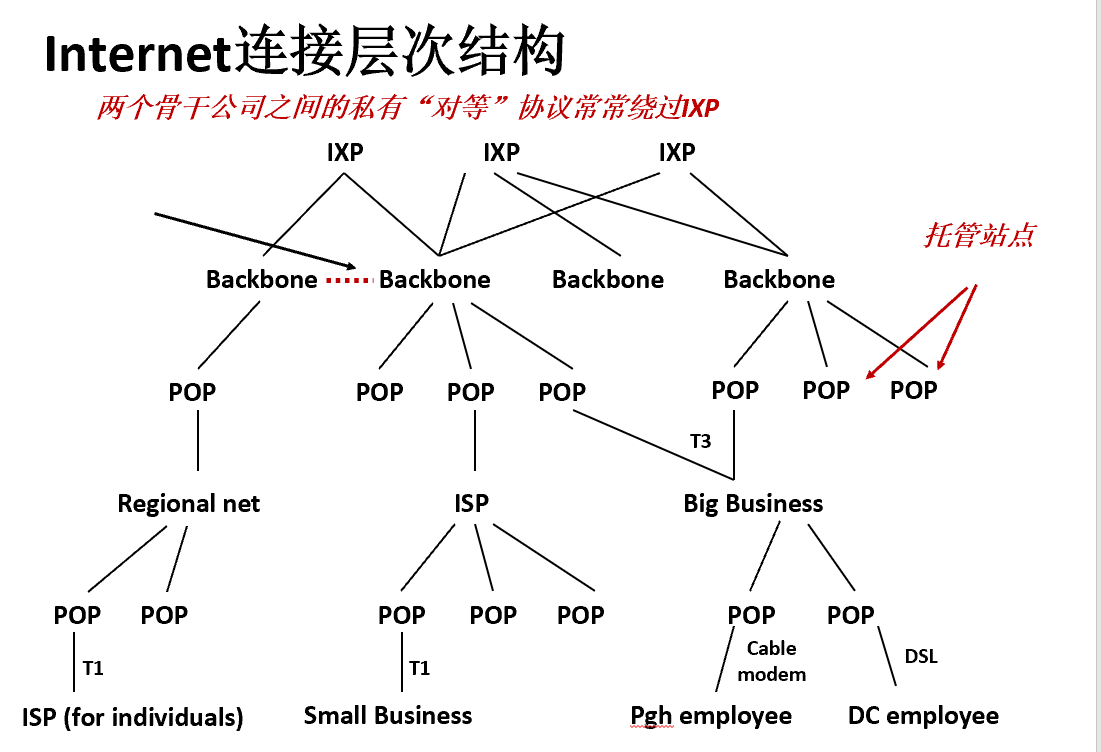 Internet连接层次结构
两个骨干公司之间的私有“对等”协议常常绕过IXP
IXP IXP IXP
托管站点
Backbone Backbone Backbone Backbone
POP POP POP POP POP POP POP
T3
Regional net ISP Big Business
POP POP POP POP POP POP POP
T1 T1 Cable modem DSL
ISP (for individuals) Small Business Pgh employee DC employee